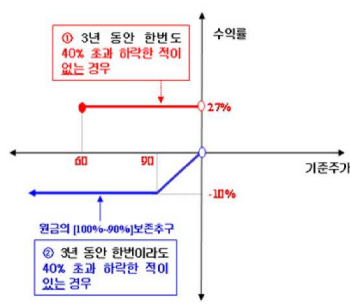 ① 3년 동안 한번도
40% 초과 하락한 적이
없는 경우
수익률
27%
60
90
기준주가
-10%
원금의 [100%~90%]보존추구
② 3년 동안 한번이라도
40% 초과 하락한 적이
있는 경우